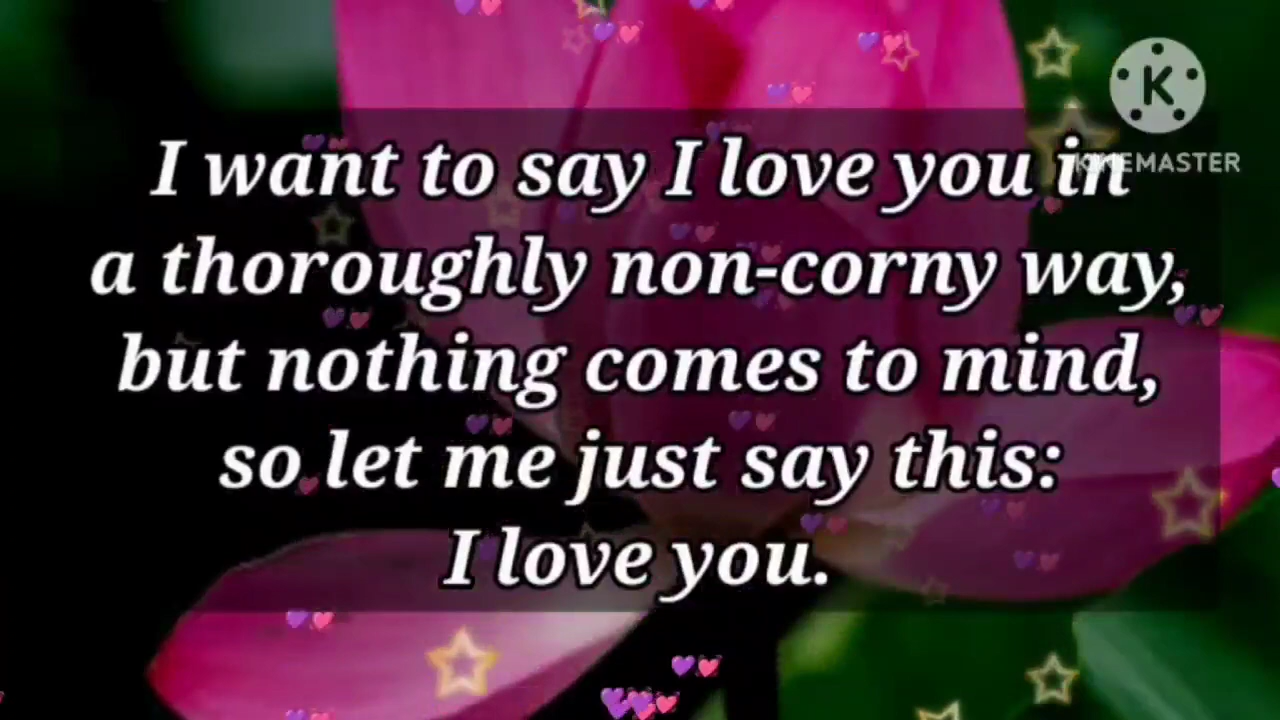 I want to say I love you in
a thoroughly non-corny way,
but nothing comes to mind,
so let me just say this:
I love you.
K
KINEMASTER